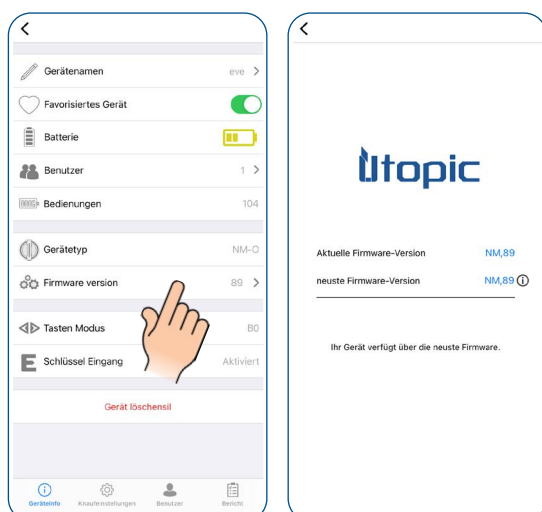 Gerätenamen eve
Favorisiertes Gerät
Batterie
Benutzer 1
Bedienungen 104
Gerätetyp NM-O
Firmware version 89
Tasten Modus B0
E Schlüssel Eingang Aktiviert
Gerät löschensil
Geräteinfo Knaufeinstellungen Benutzer Bericht
Utopic
Aktuelle Firmware-Version NM,89
neuste Firmware-Version NM,89
Ihr Gerät verfügt über die neuste Firmware.